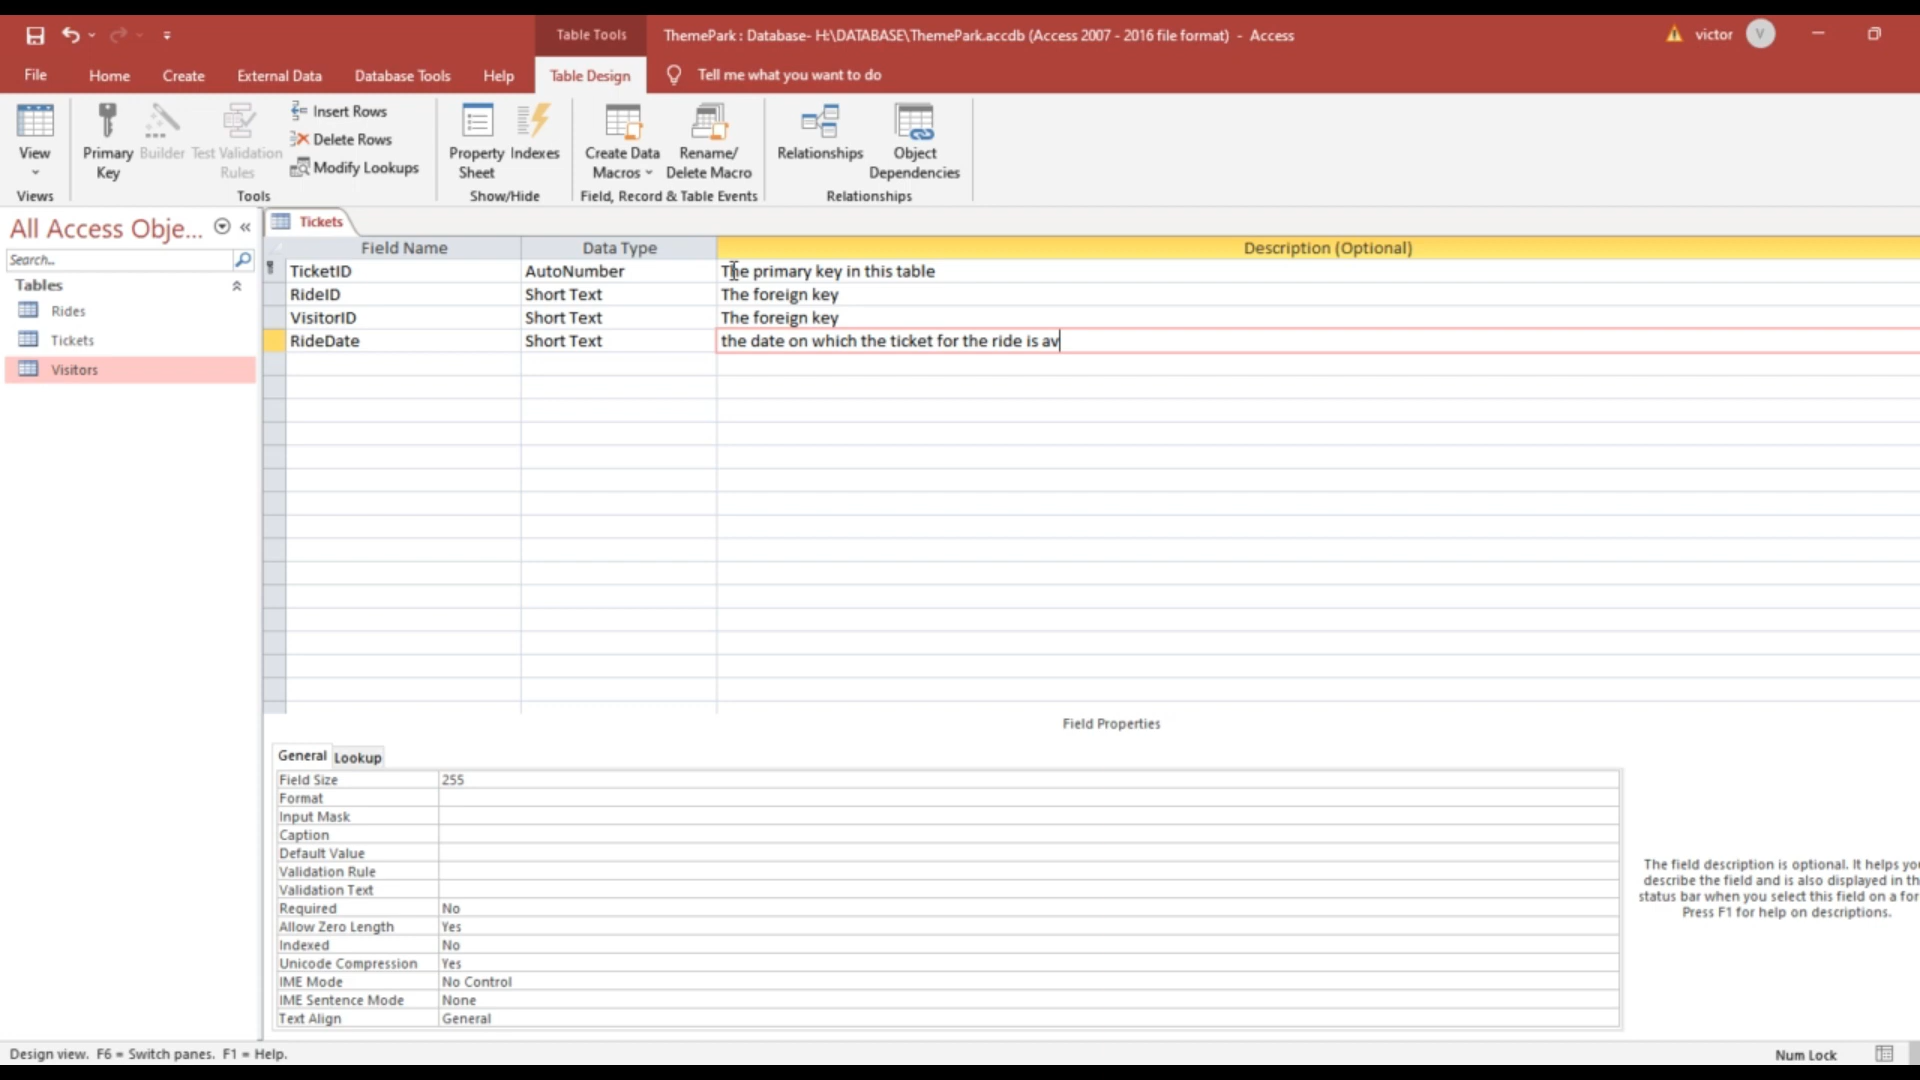 Table Tools
ThemePark : Database- H:\DATABASE\ThemePark.accdb (Access 2007 - 2016 file format) - Access
victor
V
File
Home
Create
External Data
Database Tools
Help
Table Design
Tell me what you want to do
View
Primary Key
Builder
Test Validation Rules
Insert Rows
Delete Rows
Modify Lookups
Property Sheet
Indexes
Create Data Macros
Rename/ Delete Macro
Relationships
Object Dependencies
Views
Tools
Show/Hide
Field, Record & Table Events
Relationships
All Access Obje...
Search...
Tables
Rides
Tickets
Visitors
Tickets
Field Name Data Type Description (Optional)
TicketID AutoNumber The primary key in this table
RideID Short Text The foreign key
VisitorID Short Text The foreign key
RideDate Short Text the date on which the ticket for the ride is av
Field Properties
General Lookup
Field Size 255
Format
Input Mask
Caption
Default Value
Validation Rule
Validation Text
Required No
Allow Zero Length Yes
Indexed No
Unicode Compression Yes
IME Mode No Control
IME Sentence Mode None
Text Align General
The field description is optional. It helps you
describe the field and is also displayed in the
status bar when you select this field on a for
Press F1 for help on descriptions.
Design view. F6 = Switch panes. F1 = Help.
Num Lock